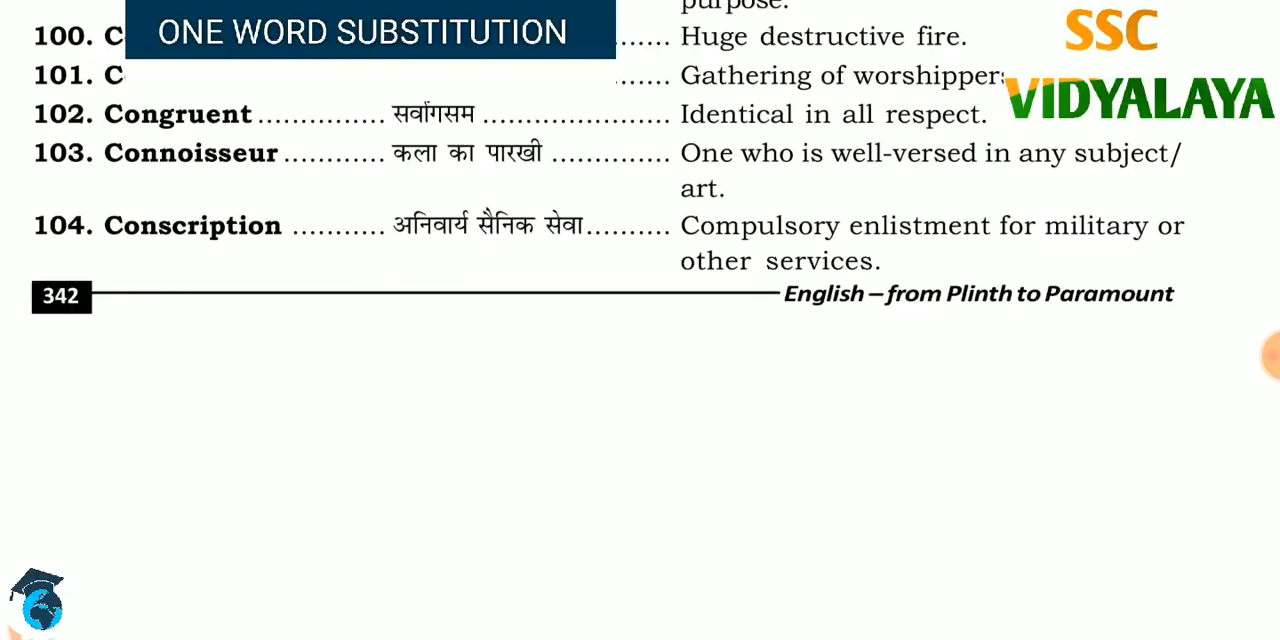 purpose.
100. C ONE WORD SUBSTITUTION ....... Huge destructive fire.
SSC
101. C ....... Gathering of worshippers
VIDYALAYA
102. Congruent ............... सर्वांगसम ...................... Identical in all respect.
103. Connoisseur ............ कला का पारखी .............. One who is well-versed in any subject/
art.
104. Conscription ........... अनिवार्य सैनिक सेवा.......... Compulsory enlistment for military or
other services.
342 English – from Plinth to Paramount